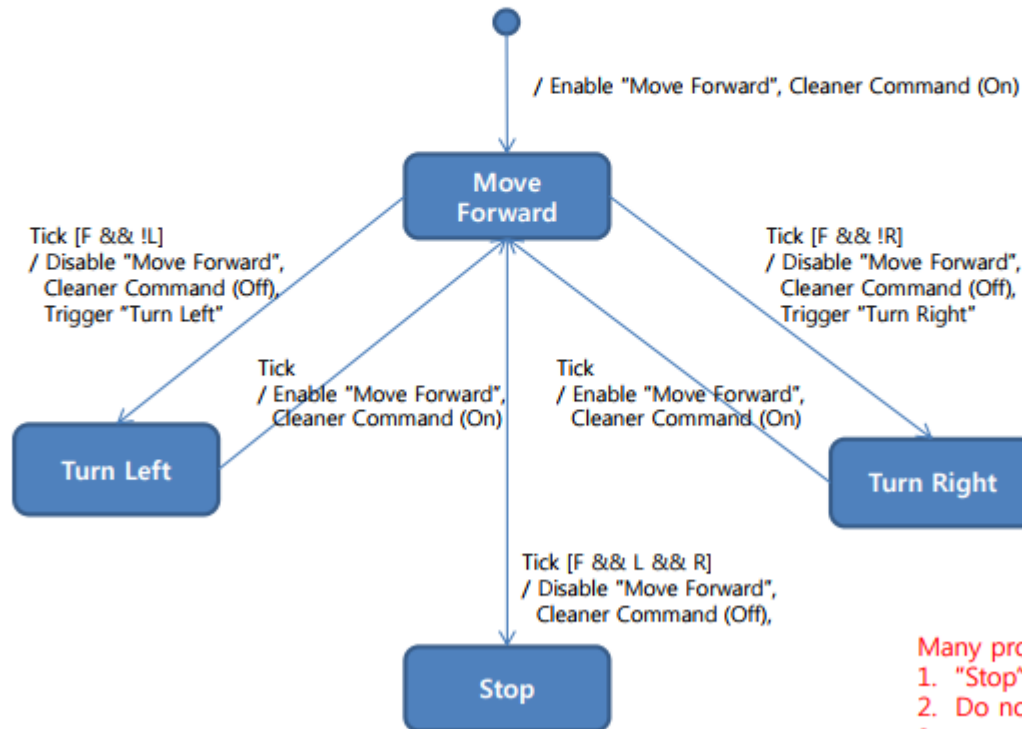 / Enable "Move Forward", Cleaner Command (On)
Move
Forward
Tick [F && !L]
/ Disable "Move Forward",
Cleaner Command (Off),
Trigger "Turn Left"
Tick [F && !R]
/ Disable "Move Forward",
Cleaner Command (Off),
Trigger "Turn Right"
Tick
/ Enable "Move Forward",
Cleaner Command (On)
Tick
/ Enable "Move Forward",
Cleaner Command (On)
Turn Left
Turn Right
Tick [F && L && R]
/ Disable "Move Forward",
Cleaner Command (Off),
Stop
Many
1. "Stop"
2. Do